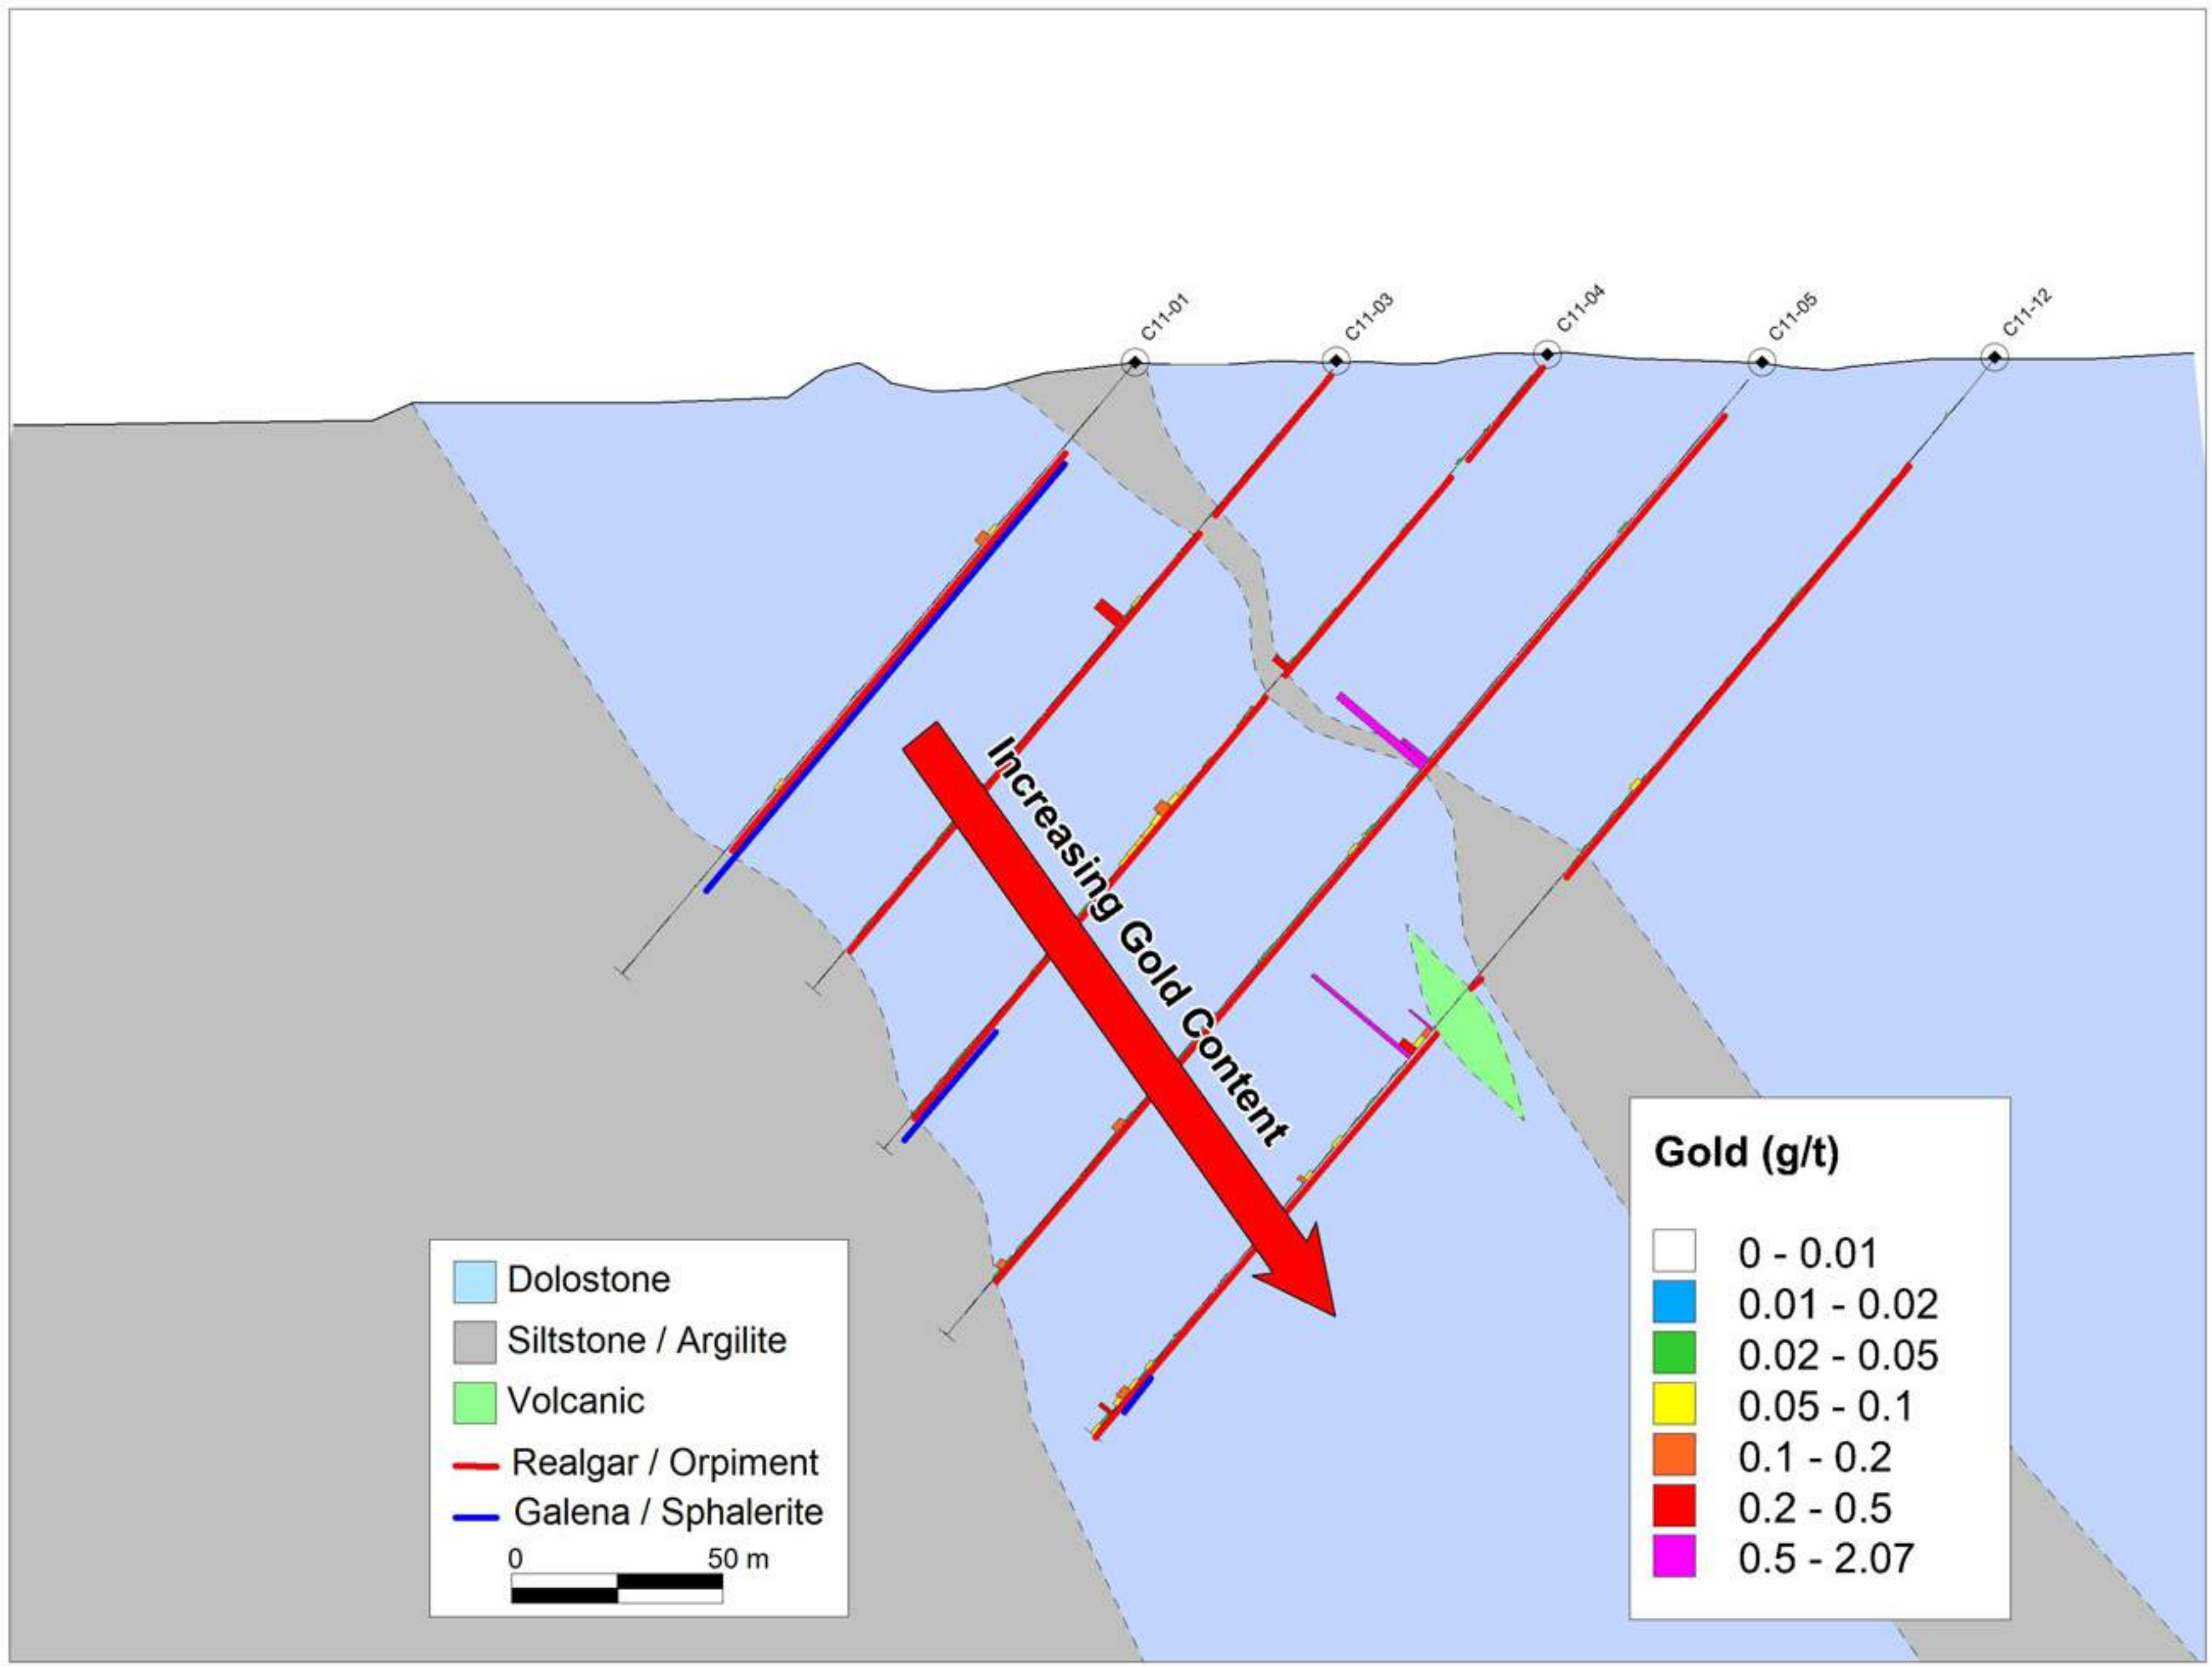 C11-01
C11-03
C11-04
C11-05
C11-12
Increasing Gold Content
Dolostone
Siltstone / Argilite
Volcanic
Realgar / Orpiment
Galena / Sphalerite
0 50 m
Gold (g/t)
0 - 0.01
0.01 - 0.02
0.02 - 0.05
0.05 - 0.1
0.1 - 0.2
0.2 - 0.5
0.5 - 2.07